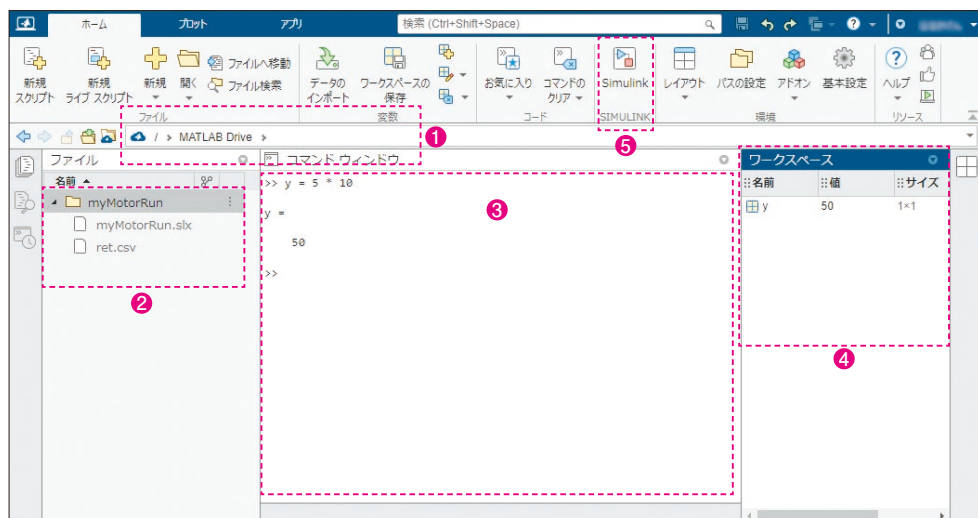 ホーム プロット アプリ 検索 (Ctrl+Shift+Space)
新規 スクリプト
新規 ライブ スクリプト
新規
開く
ファイルへ移動
ファイル検索
データの インポート
ワークスペースの 保存
お気に入り
コマンドの クリア
Simulink
レイアウト
パスの設定
アドオン
基本設定
ヘルプ
ファイル 変数 コード SIMULINK 環境 リソース
/ > MATLAB Drive >
❶
❺
ファイル
名前
myMotorRun
myMotorRun.slx
ret.csv
❷
コマンド ウィンドウ
>> y = 5 * 10
y =
50
>>
❸
ワークスペース
名前 値 サイズ
y 50 1×1
❹